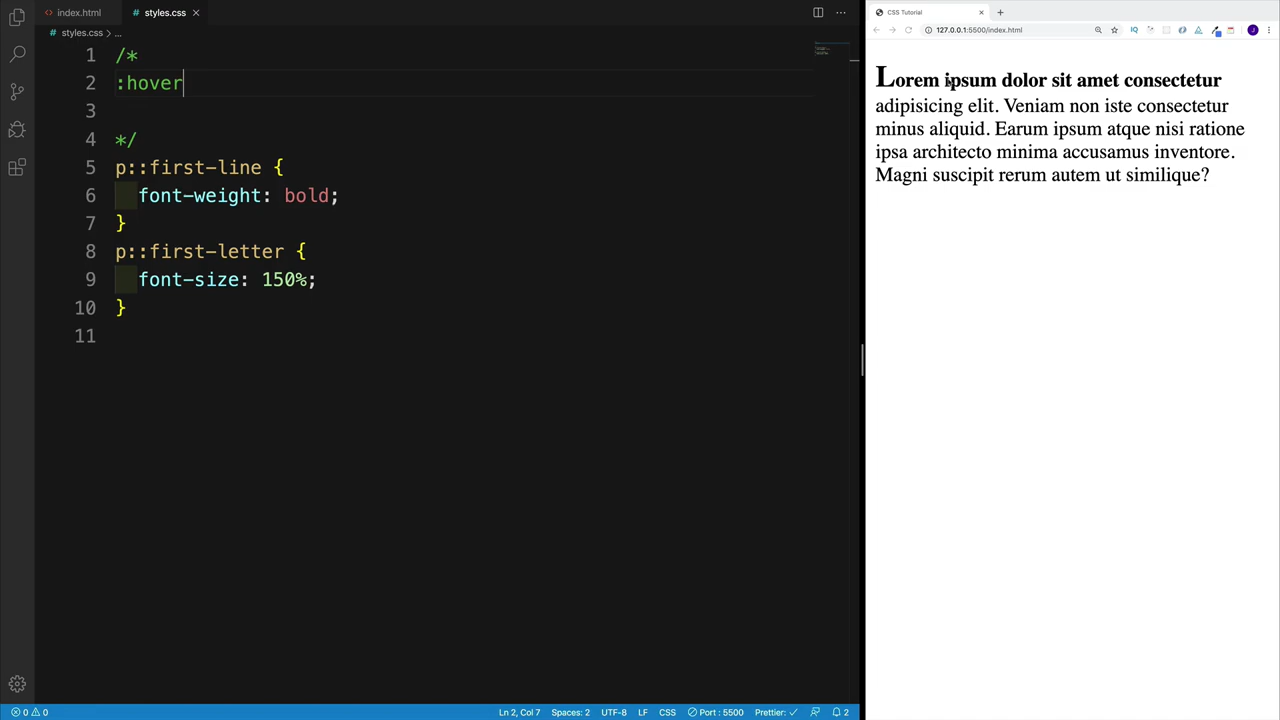 index.html
styles.css
styles.css > ...
1 /*
2 :hover
3
4 */
5 p::first-line {
6 font-weight: bold;
7 }
8 p::first-letter {
9 font-size: 150%;
10 }
11
0 0
Ln 2, Col 7
Spaces: 2
UTF-8
LF
CSS
Port : 5500
Prettier: ✓
2
CSS Tutorial
127.0.0.1:5500/index.html
IQ
J
Lorem ipsum dolor sit amet consectetur
adipisicing elit. Veniam non iste consectetur
minus aliquid. Earum ipsum atque nisi ratione
ipsa architecto minima accusamus inventore.
Magni suscipit rerum autem ut similique?